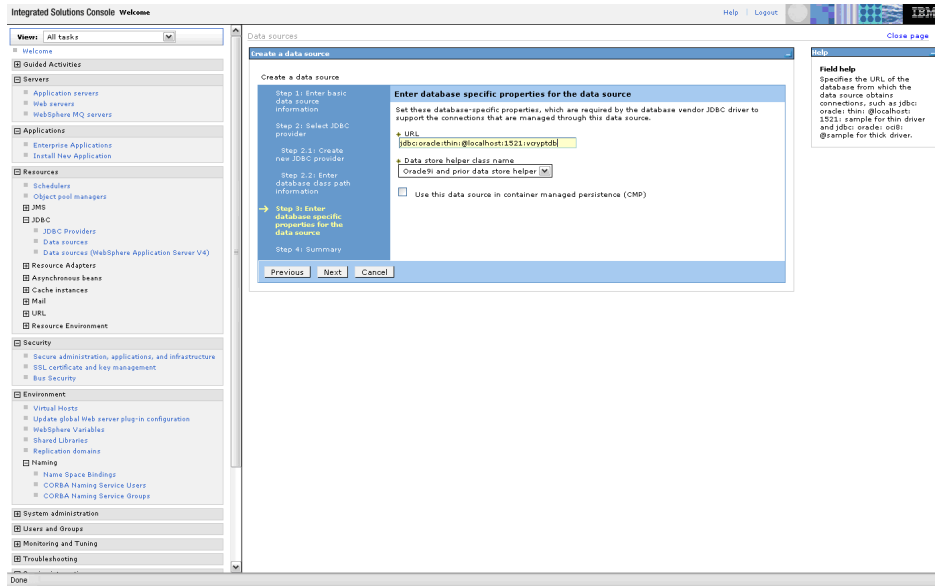 Integrated Solutions Console Welcome
Help | Logout
IBM
View: All tasks
Welcome
Guided Activities
Servers
Application servers
Web servers
WebSphere MQ servers
Applications
Enterprise Applications
Install New Application
Resources
Schedulers
Object pool managers
JMS
JDBC
JDBC Providers
Data sources
Data sources (WebSphere Application Server V4)
Resource Adapters
Asynchronous beans
Cache instances
Mail
URL
Resource Environment
Security
Secure administration, applications, and infrastructure
SSL certificate and key management
Bus Security
Environment
Virtual Hosts
Update global Web server plug-in configuration
WebSphere Variables
Shared Libraries
Replication domains
Naming
Name Space Bindings
CORBA Naming Service Users
CORBA Naming Service Groups
System administration
Users and Groups
Monitoring and Tuning
Troubleshooting
Done
Data sources
Close page
Create a data source
Create a data source
Step 1: Enter basic
data source
information
Step 2: Select JDBC
provider
Step 2.1: Create
new JDBC provider
Step 2.2: Enter
database class path
information
Step 3: Enter
database specific
properties for the
data source
Step 4: Summary
Enter database specific properties for the data source
Set these database-specific properties, which are required by the database vendor JDBC driver to
support the connections that are managed through this data source.
URL
jdbc:oracle:thin:@localhost:1521:vcryptdb
Data store helper class name
Oracle9i and prior data store helper
Use this data source in container managed persistence (CMP)
Previous
Next
Cancel
Help
Field help
Specifies the URL of the
database from which the
data source obtains
connections, such as jdbc:
oracle: thin: @localhost:
1521: sample for thin driver
and jdbc: oracle: oci8:
@sample for thick driver.